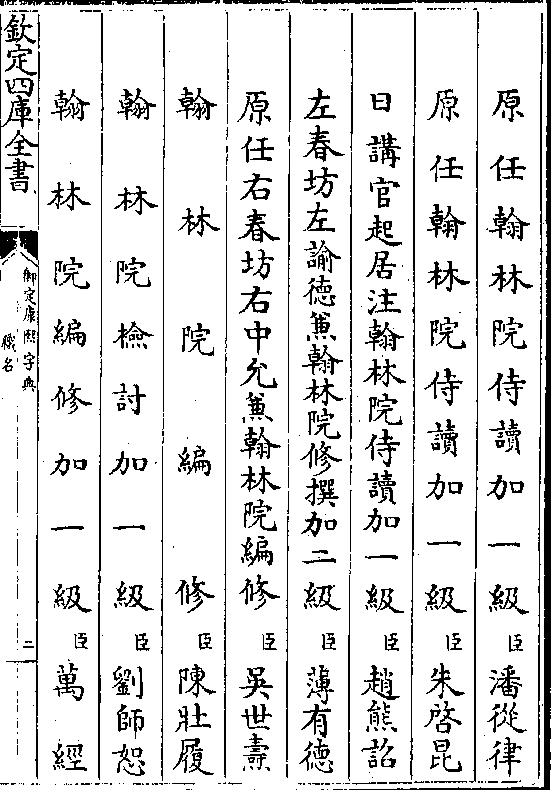 原任翰林院侍讀加一級臣潘從律
原任翰林院侍讀加一級臣朱啓昆
日講官起居注翰林院侍讀加一級臣趙熊詔
左春坊左諭德兼翰林院修撰加二級臣薄有德
原任右春坊右中允兼翰林院編修臣吳世燾
翰林院編修臣陳壯履
翰林院檢討加一級臣劉師恕
翰林院編修加一級臣萬經
欽定四庫全書
御定康熙字典
職名
二